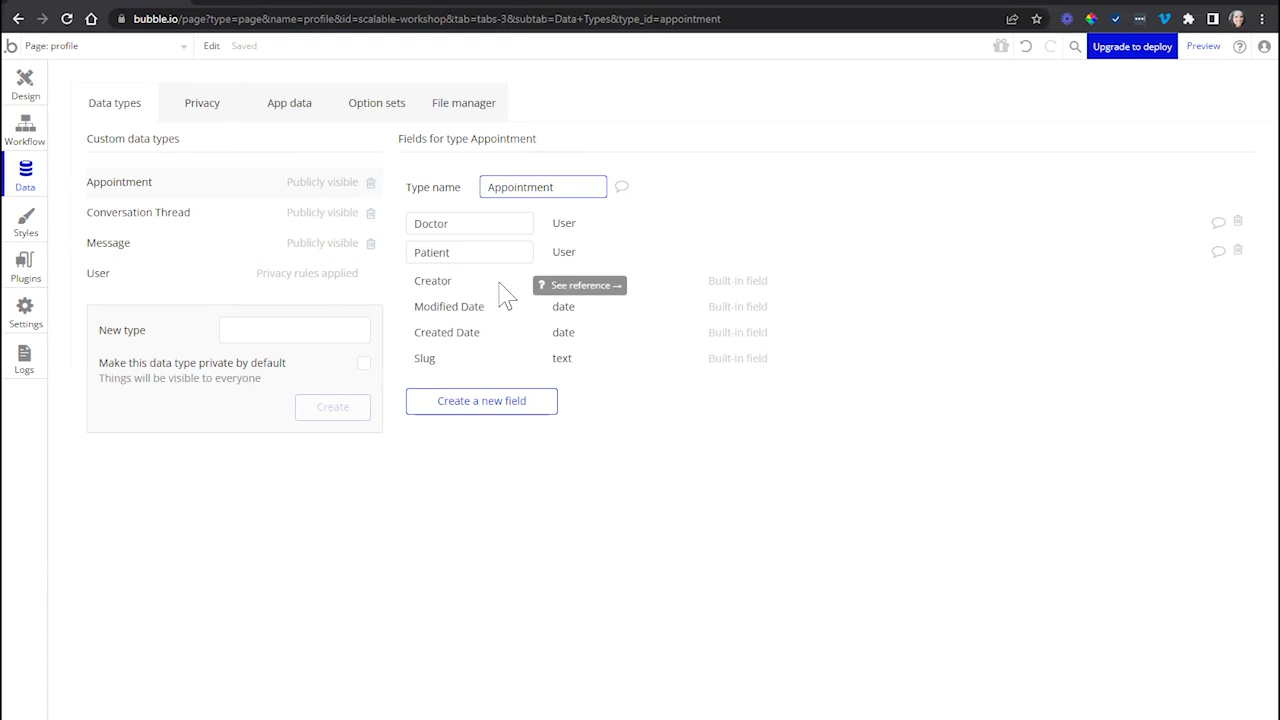 bubble.io/page?type=page&name=profile&id=scalable-workshop&tab=tabs-3&subtab=Data+Types&type_id=appointment
.b Page: profile Edit Saved Upgrade to deploy Preview
Design
Workflow
Data
Styles
Plugins
Settings
Logs
Data types Privacy App data Option sets File manager
Custom data types
Appointment Publicly visible
Conversation Thread Publicly visible
Message Publicly visible
User Privacy rules applied
New type
Make this data type private by default
Things will be visible to everyone
Create
Fields for type Appointment
Type name Appointment
Doctor User
Patient User
Creator ? See reference → Built-in field
Modified Date date Built-in field
Created Date date Built-in field
Slug text Built-in field
Create a new field